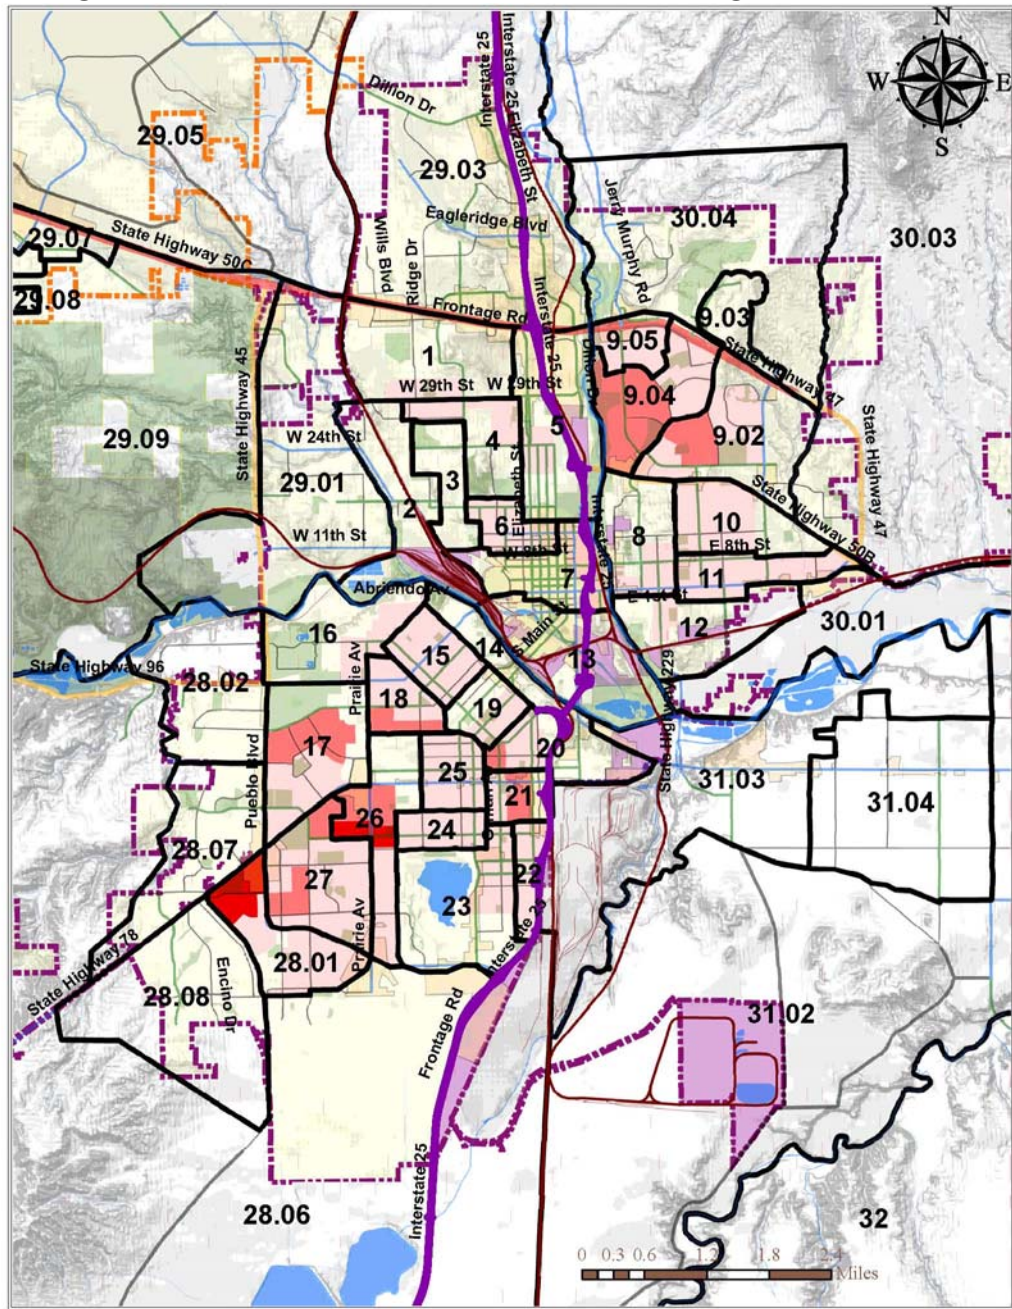 N
W E
S
Interstate 25
Interstate 25
Elizabeth St
Dillion Dr
29.05
29.03
Eagleridge Blvd
Jerry Murphy Rd
30.04
30.03
29.07
State Highway 50C
Wills Blvd
Ridge Dr
29.08
Frontage Rd
Interstate 25
9.03
9.05
State Highway 47
1
W 29th St
W 29th St
9.04
State Highway 45
29.09
W 24th St
4
5
9.02
State Highway 47
29.01
3
Elizabeth St
2
6
8
10
State Highway 50B
W 11th St
W 8th St
E 8th St
7
11
Abriendo Av
E 1st St
16
S Main St
12
30.01
14
13
15
State Highway 96
28.02
Prairie Av
18
19
State Highway 229
17
20
Pueblo Blvd
25
31.03
21
31.04
26
24
28.07
27
22
23
Prairie Av
Interstate 25
28.01
State Highway 78
28.08
Encino Dr
Frontage Rd
31.02
Interstate 25
28.06
32
0 0.3 0.6 1.2 1.8 2.4
Miles